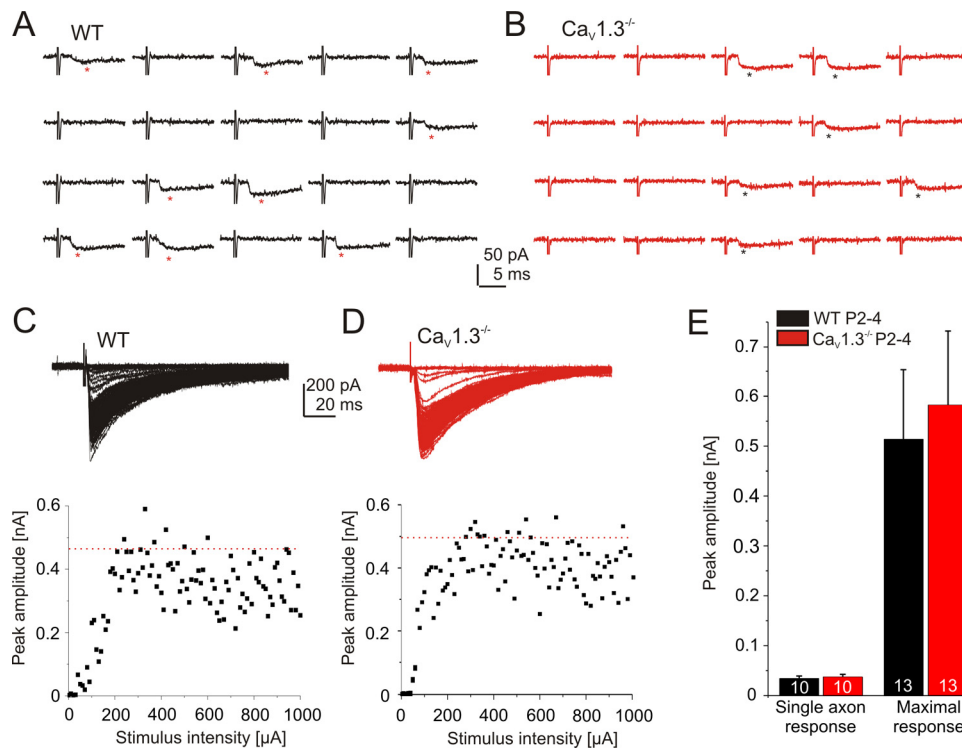 A
WT
B
Caᵥ1.3⁻/⁻
* * *
* *
*
*
* *
* *
* * *
*
50 pA
5 ms
C
WT
200 pA
20 ms
0.6
0.4
0.2
0
Peak amplitude [nA]
0 200 400 600 800 1000
Stimulus intensity [µA]
D
Caᵥ1.3⁻/⁻
0.6
0.4
0.2
0
Peak amplitude [nA]
0 200 400 600 800 1000
Stimulus intensity [µA]
E
WT P2-4
Caᵥ1.3⁻/⁻ P2-4
0.7
0.6
0.5
0.4
0.3
0.2
0.1
0
Peak amplitude [nA]
10 10 13 13
Single axon
response
Maximal
response